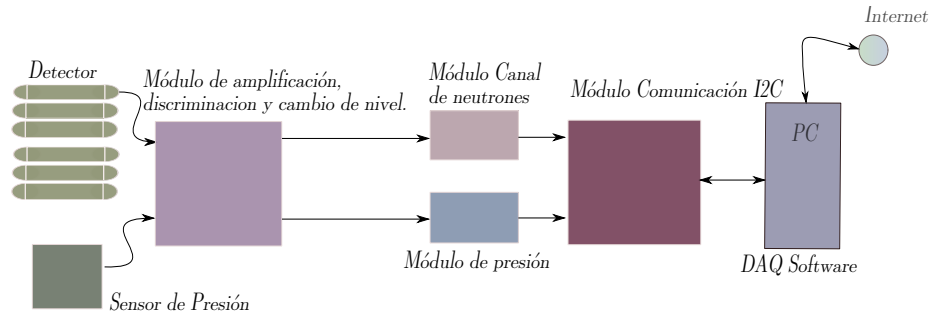 Internet
Detector
Módulo de amplificación,
discriminacion y cambio de nivel.
Módulo Canal
de neutrones
Módulo Comunicación I2C
PC
Módulo de presión
DAQ Software
Sensor de Presión